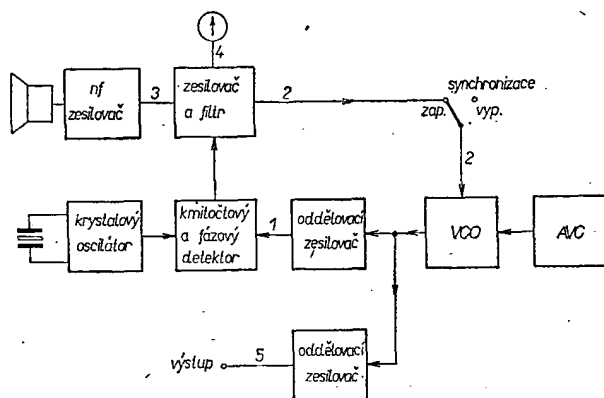 4
nf
zesilovač
3
zesilovač
a filtr
2
synchronizace
zap.
vyp.
2
krystalový
oscilátor
kmitočtový
a fázový
detektor
1
oddělovací
zesilovač
VCO
AVC
výstup
5
oddělovací
zesilovač